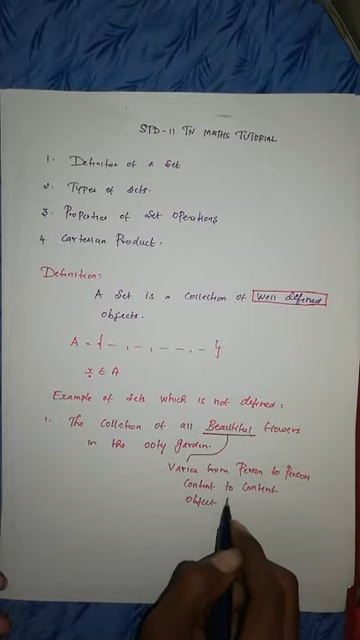 STD-11 TN MATHS TUTORIAL
1. Definiton of a Set
2. Types of Sets.
3. Properties of Set Operations
4 Cartesian Product.
Definition:
A Set is a Collection of Well defined
Objects.
A = { –, –, – –, – }
x ∈ A
Example of Sets which is not defined:
1. The Colletion of all Beautiful flowers
in the ooty garden.
Varies from Person to Person
Content to Content
Object